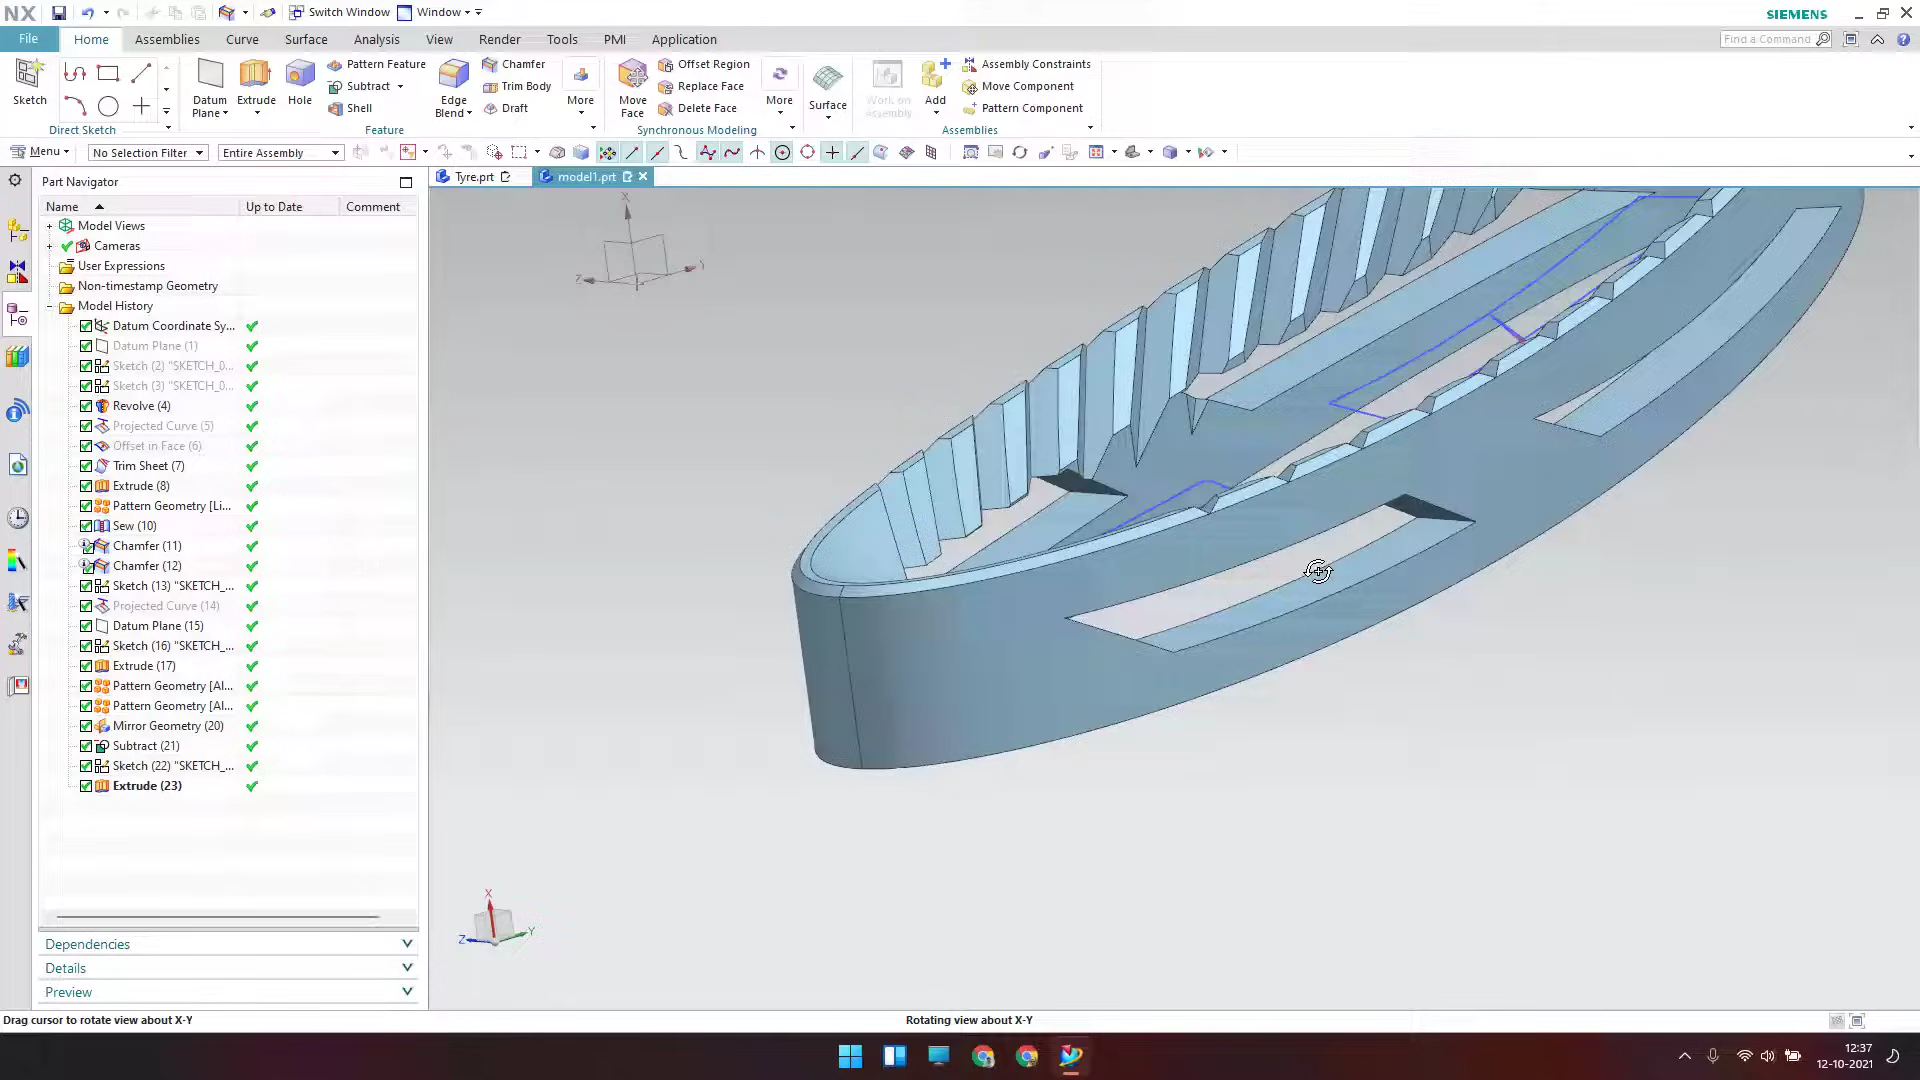 NX
Switch Window
Window
SIEMENS
File
Home
Assemblies
Curve
Surface
Analysis
View
Render
Tools
PMI
Application
Find a Command
Sketch
Direct Sketch
Datum
Plane
Extrude
Hole
Pattern Feature
Subtract
Shell
Edge
Blend
Chamfer
Trim Body
Draft
More
Feature
Move
Face
Offset Region
Replace Face
Delete Face
More
Synchronous Modeling
Surface
Work on
Assembly
Add
Assembly Constraints
Move Component
Pattern Component
Assemblies
Menu
No Selection Filter
Entire Assembly
Part Navigator
Tyre.prt
model1.prt
Name
Up to Date
Comment
Model Views
Cameras
User Expressions
Non-timestamp Geometry
Model History
Datum Coordinate Sy...
Datum Plane (1)
Sketch (2) "SKETCH_0...
Sketch (3) "SKETCH_0...
Revolve (4)
Projected Curve (5)
Offset in Face (6)
Trim Sheet (7)
Extrude (8)
Pattern Geometry [Li...
Sew (10)
Chamfer (11)
Chamfer (12)
Sketch (13) "SKETCH_...
Projected Curve (14)
Datum Plane (15)
Sketch (16) "SKETCH_...
Extrude (17)
Pattern Geometry [Al...
Pattern Geometry [Al...
Mirror Geometry (20)
Subtract (21)
Sketch (22) "SKETCH_...
Extrude (23)
Dependencies
Details
Preview
X
Z
Y
X
Z
Y
Drag cursor to rotate view about X-Y
Rotating view about X-Y
12:37
12-10-2021